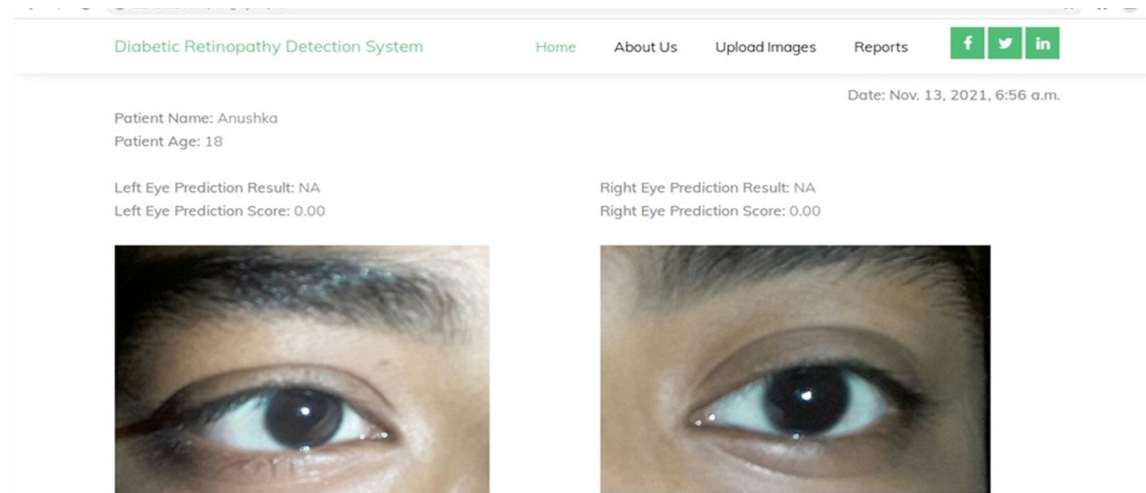 Diabetic Retinopathy Detection System
Home About Us Upload Images Reports f in
Date: Nov. 13, 2021, 6:56 a.m.
Patient Name: Anushka
Patient Age: 18
Left Eye Prediction Result: NA
Right Eye Prediction Result: NA
Left Eye Prediction Score: 0.00
Right Eye Prediction Score: 0.00